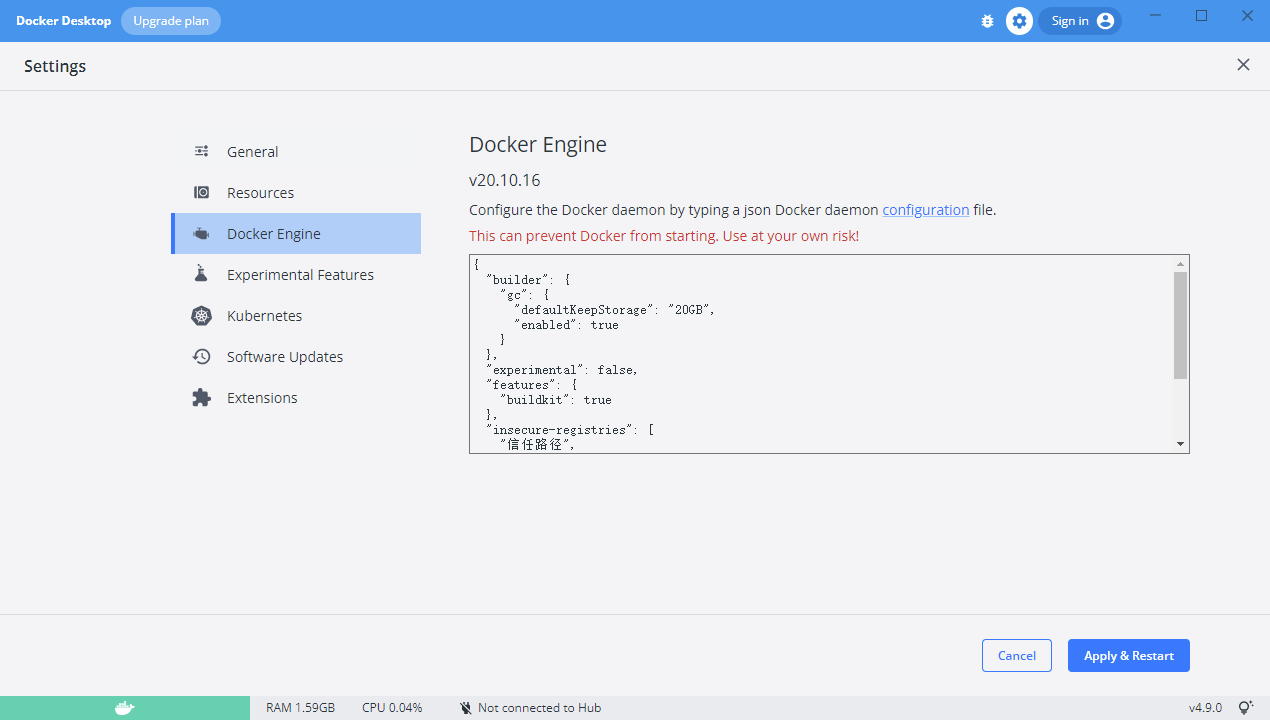 Docker Desktop Upgrade plan Sign in
Settings
General
Resources
Docker Engine
Experimental Features
Kubernetes
Software Updates
Extensions
Docker Engine
v20.10.16
Configure the Docker daemon by typing a json Docker daemon configuration file.
This can prevent Docker from starting. Use at your own risk!
{
  "builder": {
    "gc": {
      "defaultKeepStorage": "20GB",
      "enabled": true
    }
  },
  "experimental": false,
  "features": {
    "buildkit": true
  },
  "insecure-registries": [
    "信任路径",
Cancel Apply & Restart
RAM 1.59GB CPU 0.04% Not connected to Hub v4.9.0